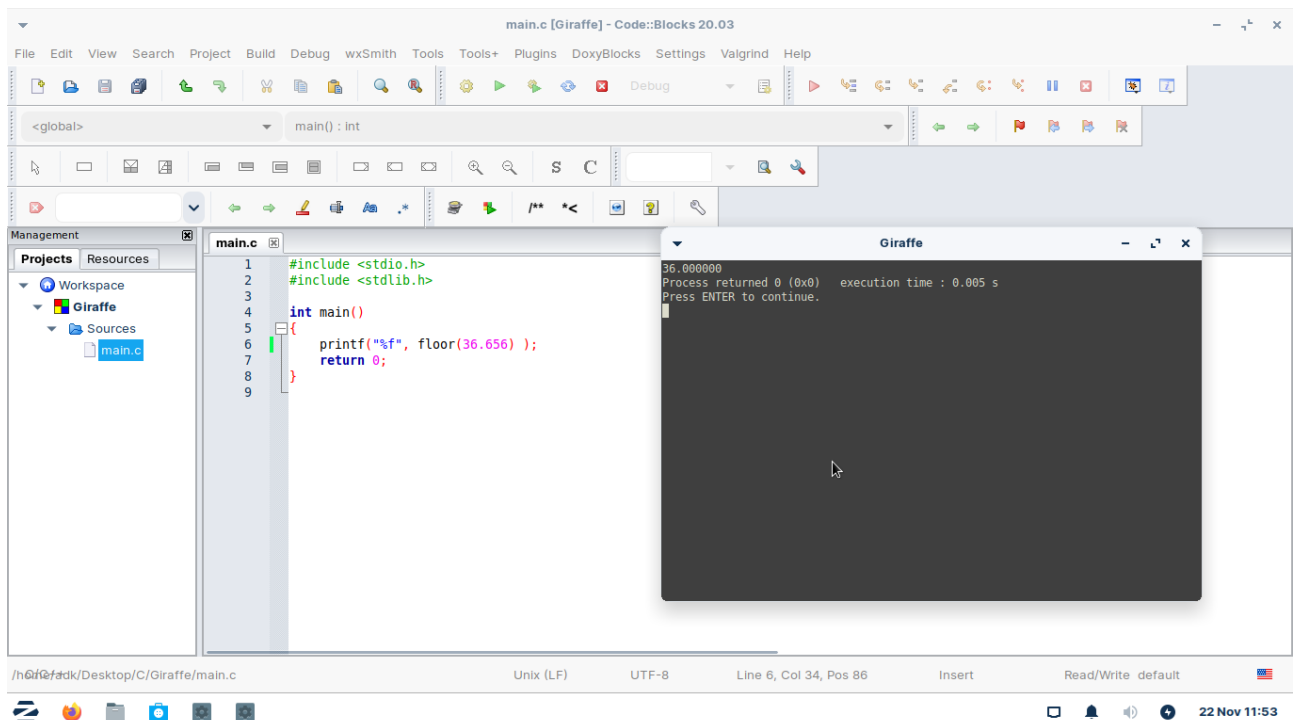 main.c [Giraffe] - Code::Blocks 20.03
File Edit View Search Project Build Debug wxSmith Tools Tools+ Plugins DoxyBlocks Settings Valgrind Help
Debug
<global> main() : int
S C
/** *<
Management
Projects Resources
Workspace
Giraffe
Sources
main.c
main.c
1 #include <stdio.h>
2 #include <stdlib.h>
3
4 int main()
5 {
6 printf("%f", floor(36.656) );
7 return 0;
8 }
9
Giraffe
36.000000
Process returned 0 (0x0) execution time : 0.005 s
Press ENTER to continue.
/Desktop/C/Giraffe/main.c Unix (LF) UTF-8 Line 6, Col 34, Pos 86 Insert Read/Write default
22 Nov 11:53